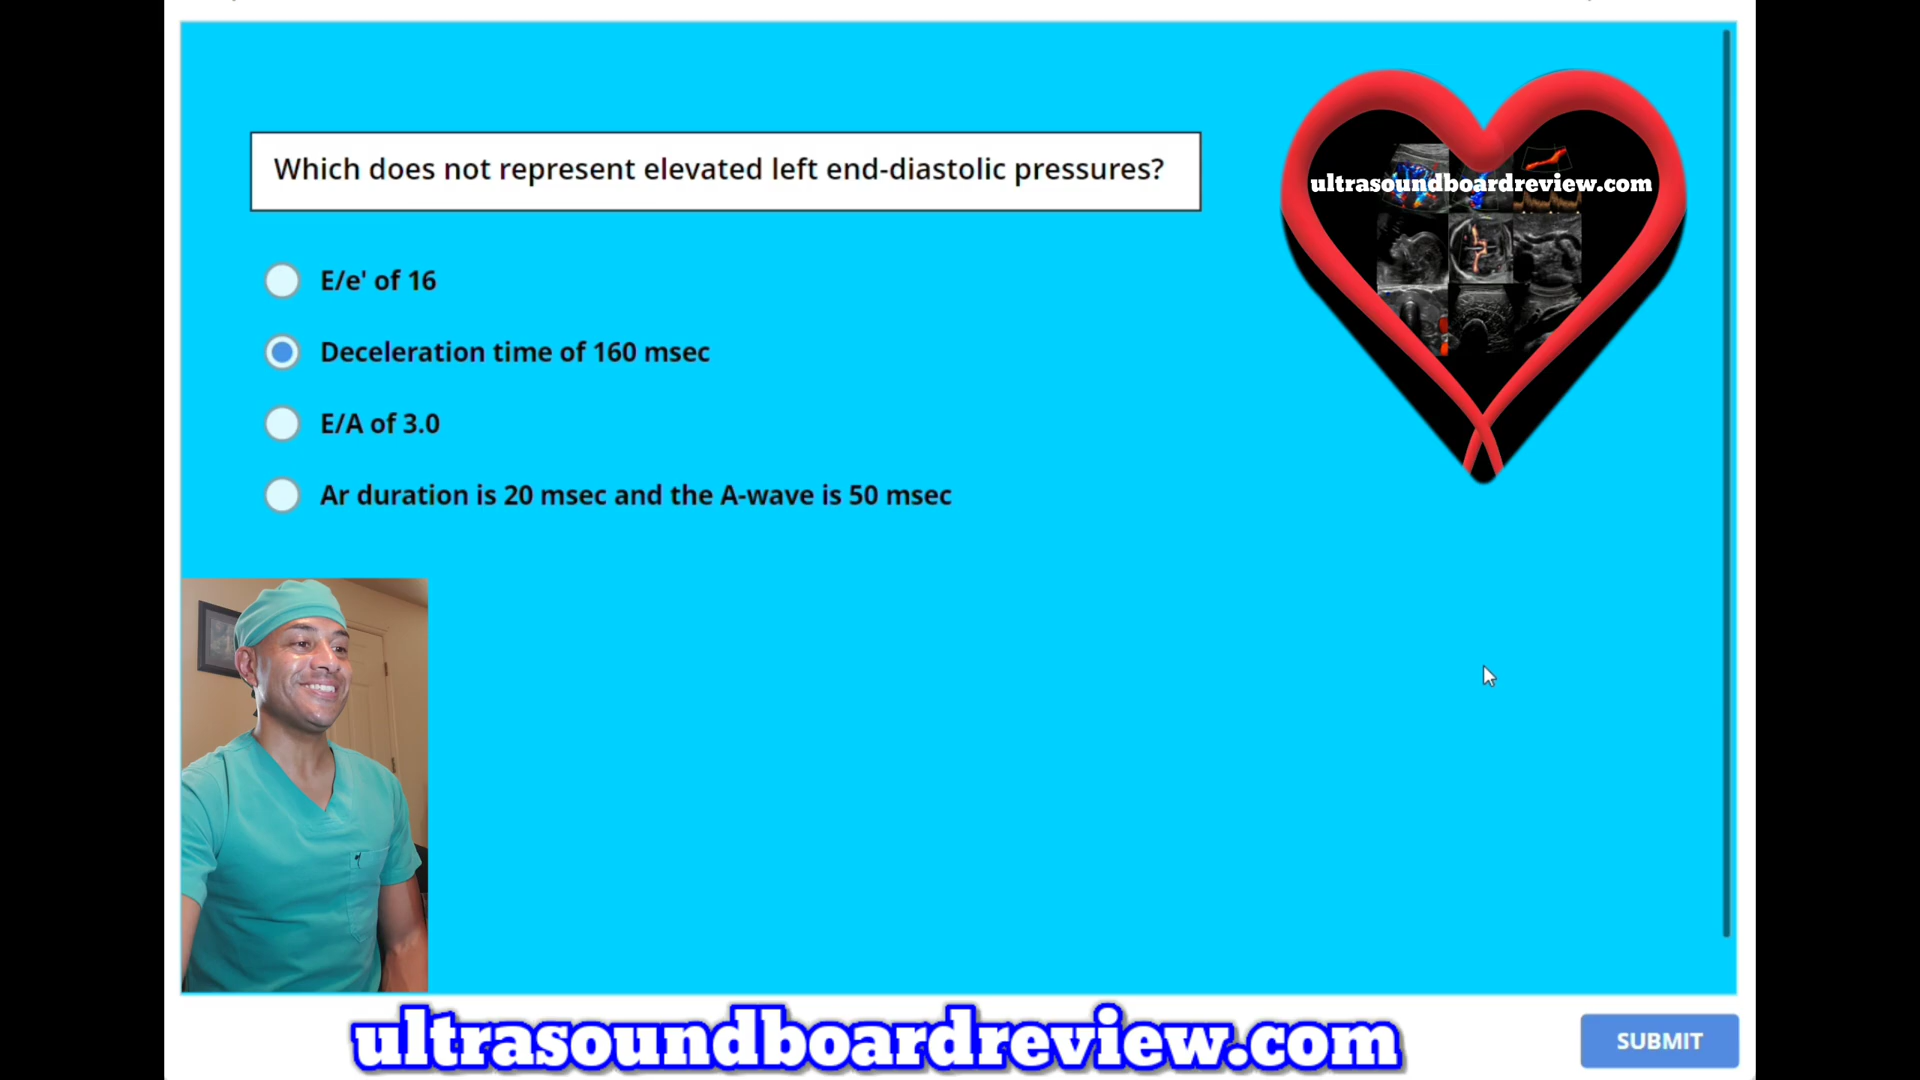 Which does not represent elevated left end-diastolic pressures?
ultrasoundboardreview.com
E/e' of 16
Deceleration time of 160 msec
E/A of 3.0
Ar duration is 20 msec and the A-wave is 50 msec
ultrasoundboardreview.com
SUBMIT